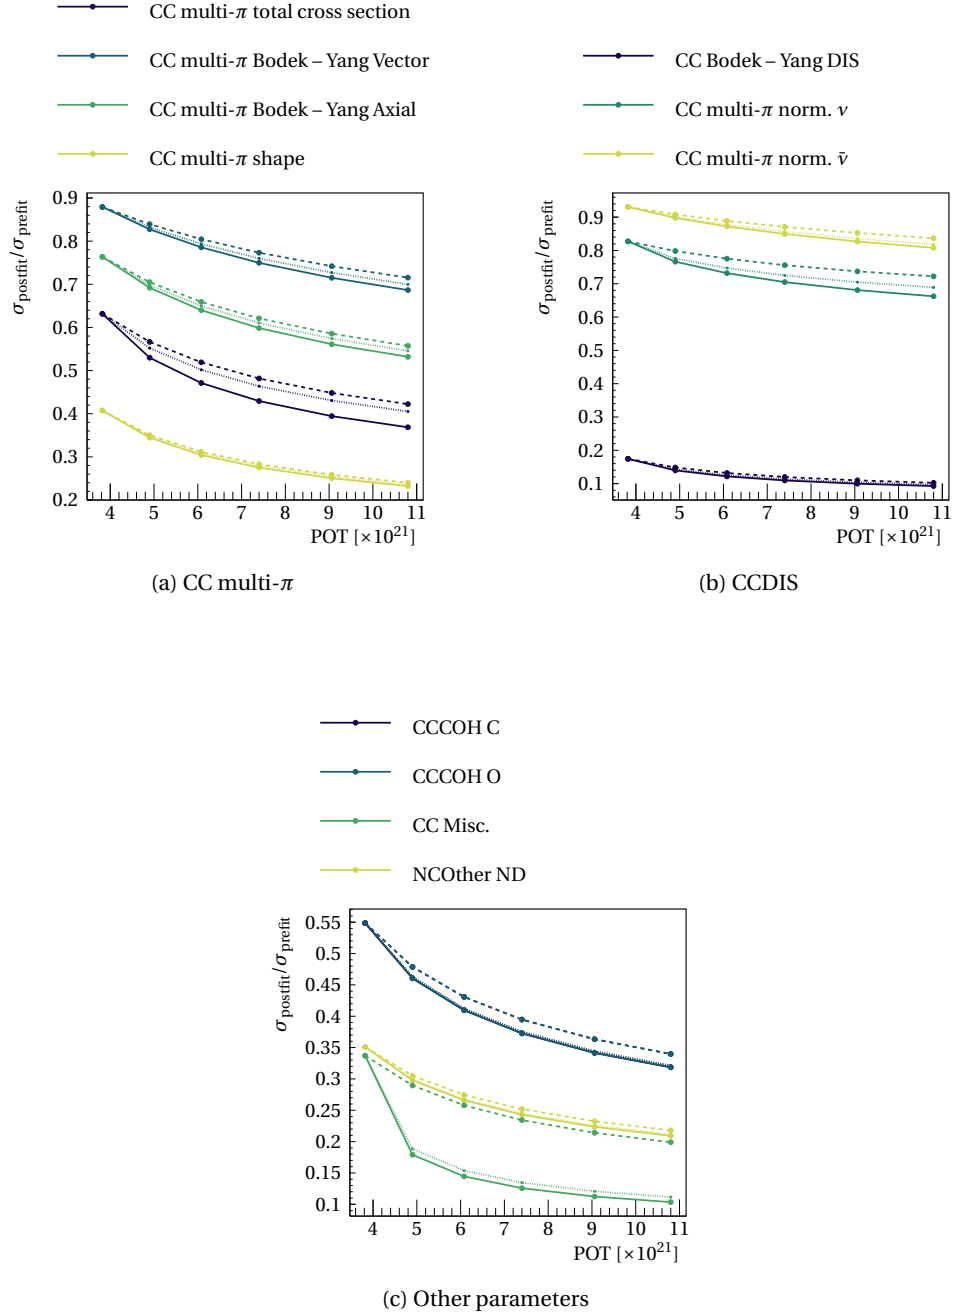 CC multi-π total cross section
CC multi-π Bodek – Yang Vector
CC multi-π Bodek – Yang Axial
CC multi-π shape
σpostfit/σprefit
0.9
0.8
0.7
0.6
0.5
0.4
0.3
0.2
4 5 6 7 8 9 10 11
POT [×10²¹]
(a) CC multi-π
CC Bodek – Yang DIS
CC multi-π norm. ν
CC multi-π norm. ν̄
σpostfit/σprefit
0.9
0.8
0.7
0.6
0.5
0.4
0.3
0.2
0.1
4 5 6 7 8 9 10 11
POT [×10²¹]
(b) CCDIS
CCCOH C
CCCOH O
CC Misc.
NCOther ND
σpostfit/σprefit
0.55
0.5
0.45
0.4
0.35
0.3
0.25
0.2
0.15
0.1
4 5 6 7 8 9 10 11
POT [×10²¹]
(c) Other parameters